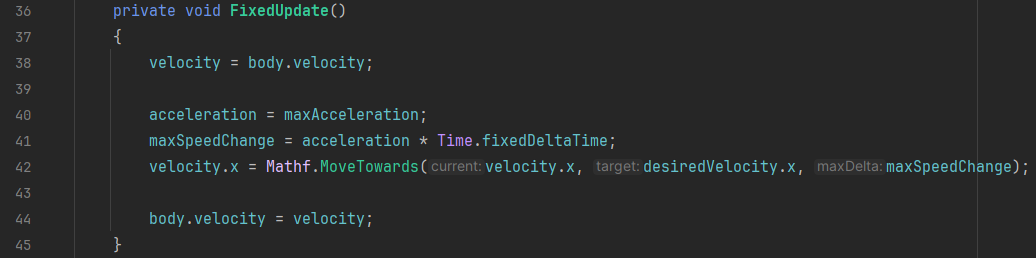 36 private void FixedUpdate()
37 {
38 velocity = body.velocity;
39
40 acceleration = maxAcceleration;
41 maxSpeedChange = acceleration * Time.fixedDeltaTime;
42 velocity.x = Mathf.MoveTowards( current: velocity.x, target: desiredVelocity.x, maxDelta: maxSpeedChange);
43
44 body.velocity = velocity;
45 }